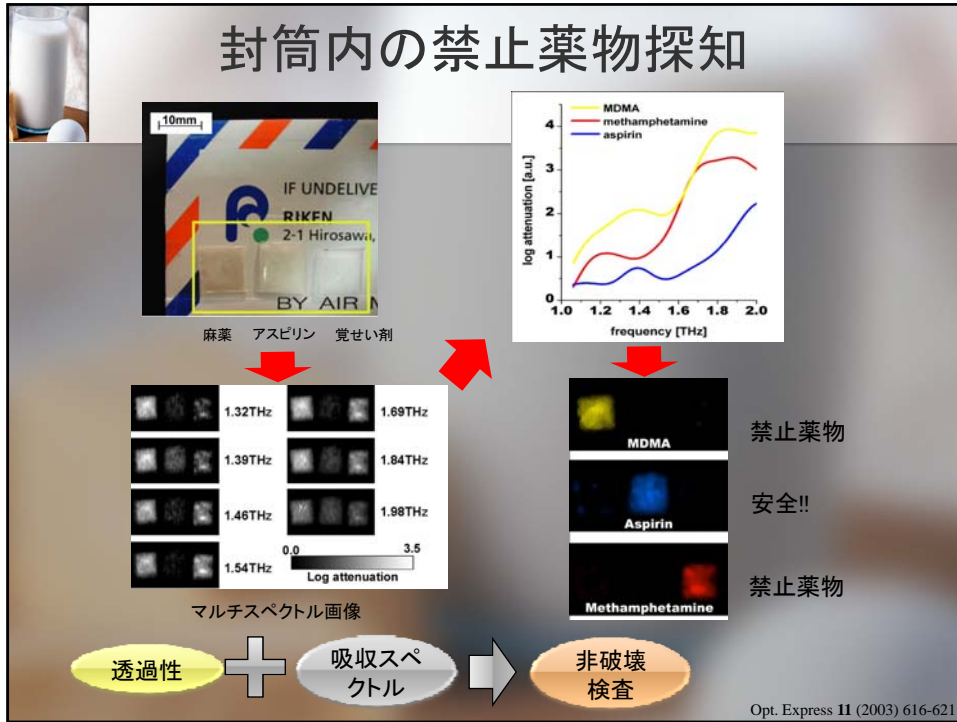 封筒内の禁止薬物探知
10mm
IF UNDELIVE
RIKEN
2-1 Hirosawa,
BY AIR M
麻薬 アスピリン 覚せい剤
MDMA
methamphetamine
aspirin
log attenuation [a.u.]
4
3
2
1
0
1.0 1.2 1.4 1.6 1.8 2.0
frequency [THz]
1.32THz
1.39THz
1.46THz
1.54THz
1.69THz
1.84THz
1.98THz
0.0 3.5
Log attenuation
マルチスペクトル画像
MDMA
禁止薬物
Aspirin
安全!!
Methamphetamine
禁止薬物
透過性
吸収スペ
クトル
非破壊
検査
Opt. Express 11 (2003) 616-621